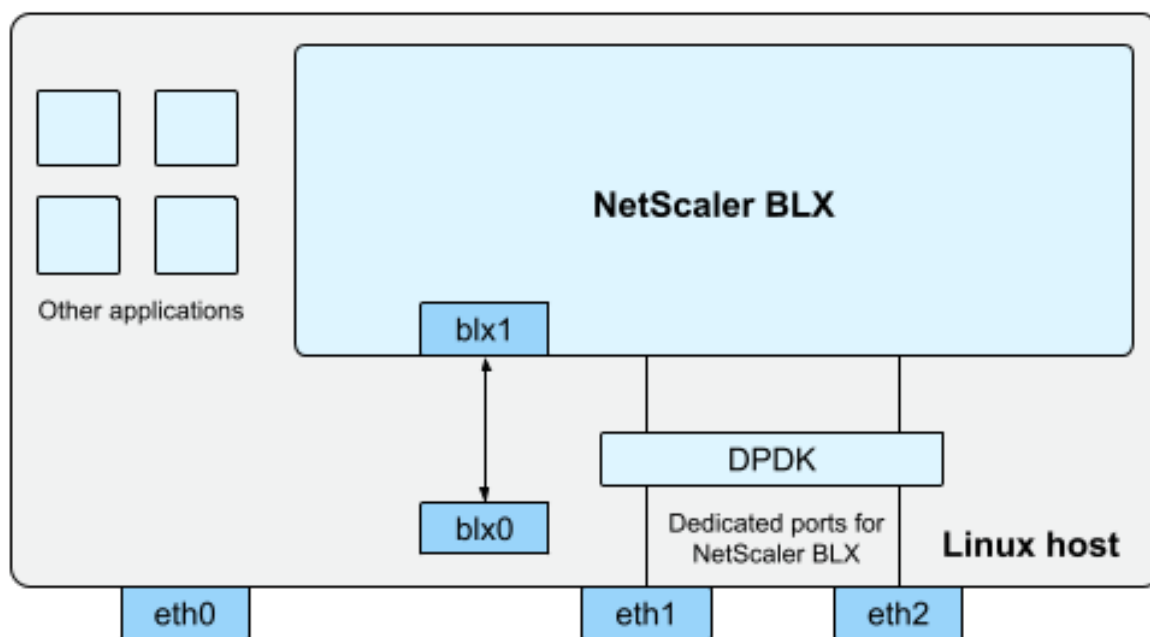 NetScaler BLX
Other applications
blx1
DPDK
blx0
Dedicated ports for
NetScaler BLX
Linux host
eth0
eth1
eth2